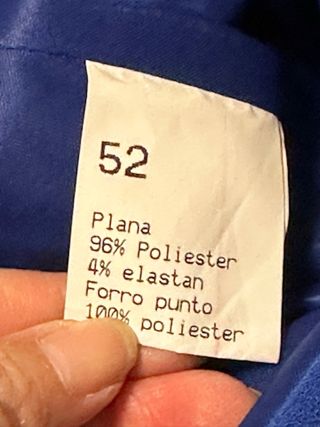 52
Plana
96% Poliester
4% elastan
Forro punto
100% poliester